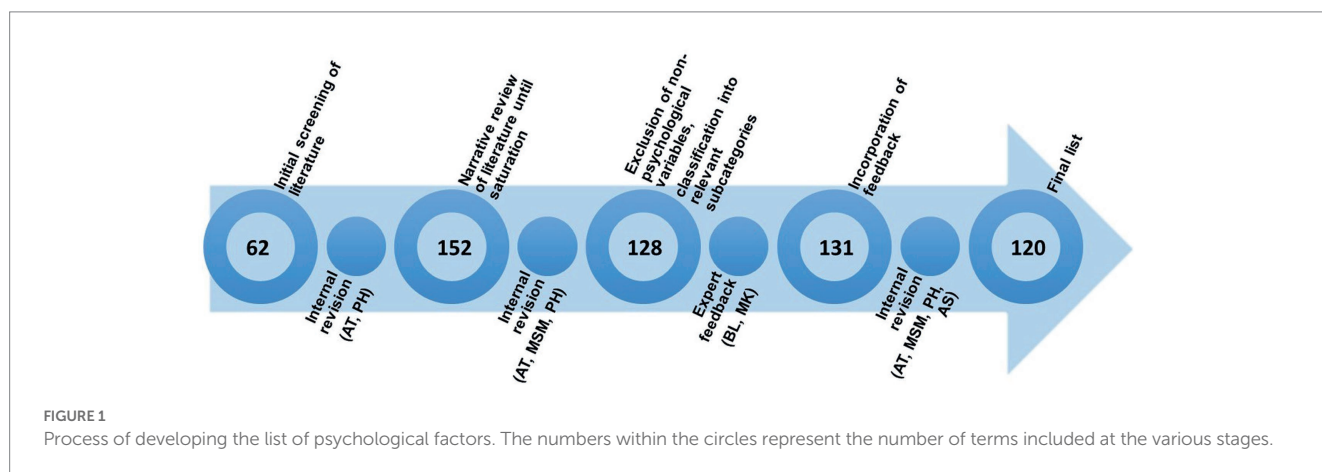 Initial screening of
literature
Narrative review
of literature until
saturation
Exclusion of non-
psychological
variables,
classification into
relevant
subcategories
Incorporation of
feedback
Final list
62
152
128
131
120
Internal
revision
(AT, PH)
Internal
revision
(AT, MSM, PH)
Expert
feedback
(BL, MK)
Internal
revision
(AT, MSM, PH,
AS)
FIGURE 1
Process of developing the list of psychological factors. The numbers within the circles represent the number of terms included at the various stages.